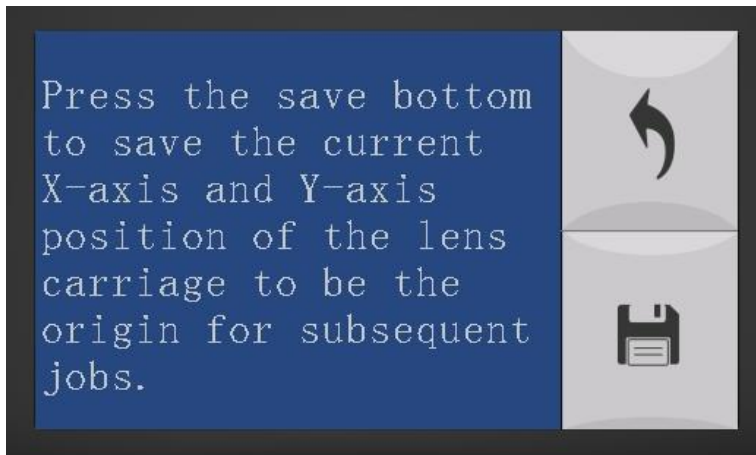 Press the save bottom
to save the current
X-axis and Y-axis
position of the lens
carriage to be the
origin for subsequent
jobs.